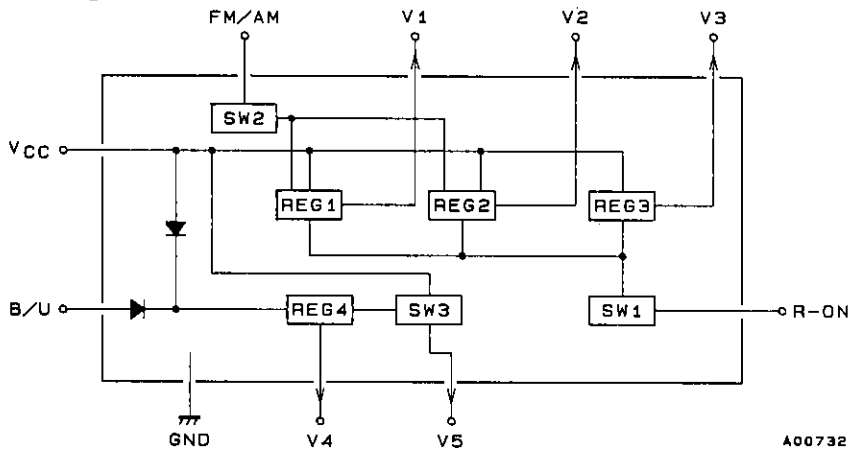 FM/AM V1 V2 V3
SW2
VCC
REG1 REG2 REG3
B/U REG4 SW3 SW1 R-ON
GND V4 V5 A00732